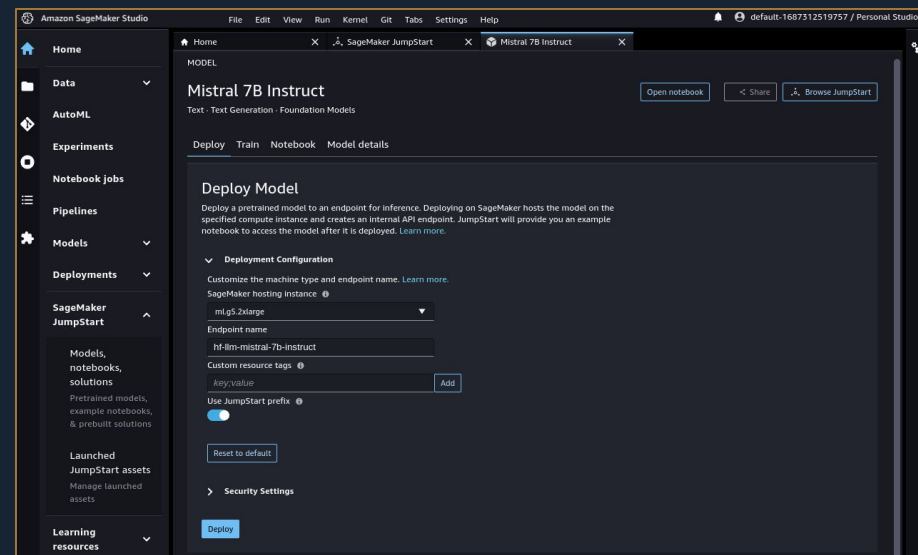 Amazon SageMaker Studio
File Edit View Run Kernel Git Tabs Settings Help
default-1687312519757 / Personal Studio
Home
Data
AutoML
Experiments
Notebook jobs
Pipelines
Models
Deployments
SageMaker
JumpStart
Models,
notebooks,
solutions
Pretrained models,
example notebooks,
& prebuilt solutions
Launched
JumpStart assets
Manage launched
assets
Learning
resources
Home
SageMaker JumpStart
Mistral 7B Instruct
MODEL
Mistral 7B Instruct
Text · Text Generation · Foundation Models
Open notebook
Share
Browse JumpStart
Deploy Train Notebook Model details
Deploy Model
Deploy a pretrained model to an endpoint for inference. Deploying on SageMaker hosts the model on the
specified compute instance and creates an internal API endpoint. JumpStart will provide you an example
notebook to access the model after it is deployed. Learn more.
Deployment Configuration
Customize the machine type and endpoint name. Learn more.
SageMaker hosting instance
ml.g5.2xlarge
Endpoint name
hf-llm-mistral-7b-instruct
Custom resource tags
key:value
Add
Use JumpStart prefix
Reset to default
Security Settings
Deploy